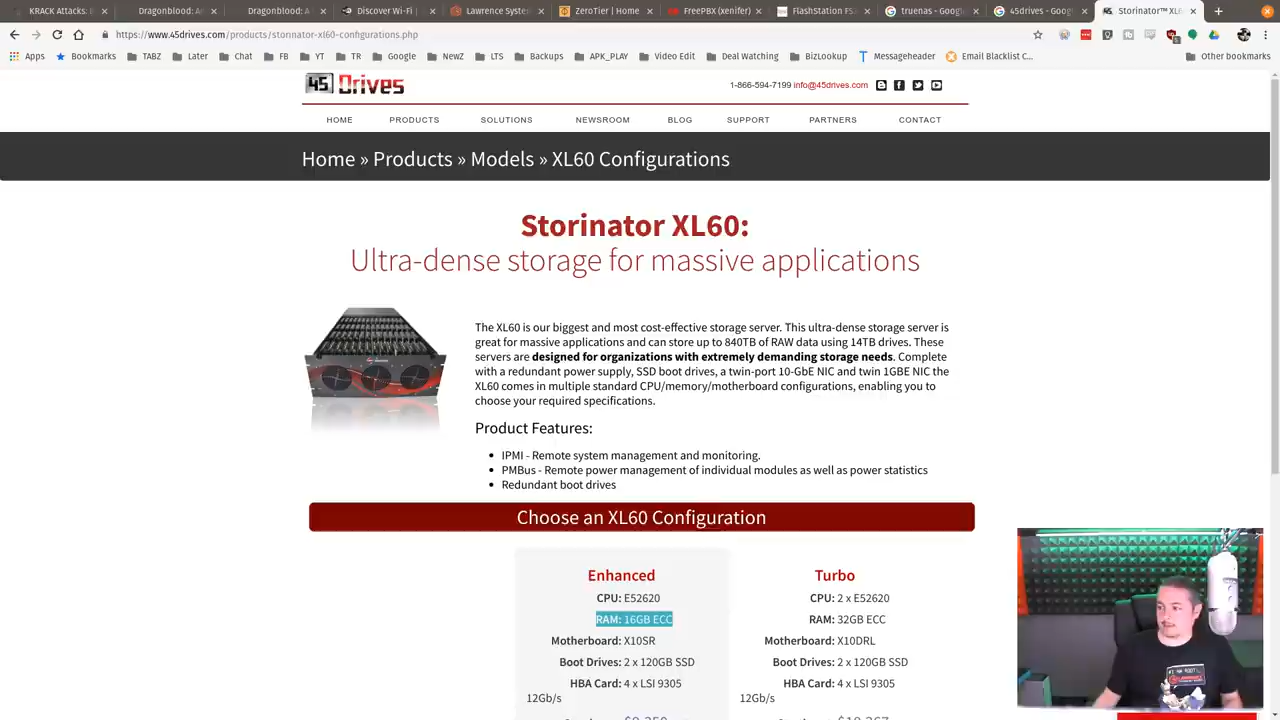 KRACK Attacks: 
Dragonblood: An
Dragonblood: An
Discover Wi-Fi |
Lawrence System
ZeroTier | Home
FreePBX (xenifer)
FlashStation FS
truenas - Google
45drives - Goog
Storinator™ XL6
https://www.45drives.com/products/stornator-xl60-configurations.php
Apps
Bookmarks
TABZ
Later
Chat
FB
YT
TR
Google
NewZ
LTS
Backups
APK_PLAY
Video Edit
Deal Watching
BizLookup
Messageheader
Email Blacklist C...
Other bookmarks
45 Drives
1-866-594-7199 info@45drives.com
HOME
PRODUCTS
SOLUTIONS
NEWSROOM
BLOG
SUPPORT
PARTNERS
CONTACT
Home » Products » Models » XL60 Configurations
Storinator XL60:
Ultra-dense storage for massive applications
The XL60 is our biggest and most cost-effective storage server. This ultra-dense storage server is
great for massive applications and can store up to 840TB of RAW data using 14TB drives. These
servers are designed for organizations with extremely demanding storage needs. Complete
with a redundant power supply, SSD boot drives, a twin-port 10-GbE NIC and twin 1GBE NIC the
XL60 comes in multiple standard CPU/memory/motherboard configurations, enabling you to
choose your required specifications.
Product Features:
IPMI - Remote system management and monitoring.
PMBus - Remote power management of individual modules as well as power statistics
Redundant boot drives
Choose an XL60 Configuration
Enhanced
CPU: E52620
RAM: 16GB ECC
Motherboard: X10SR
Boot Drives: 2 x 120GB SSD
HBA Card: 4 x LSI 9305
12Gb/s
Turbo
CPU: 2 x E52620
RAM: 32GB ECC
Motherboard: X10DRL
Boot Drives: 2 x 120GB SSD
HBA Card: 4 x LSI 9305
12Gb/s